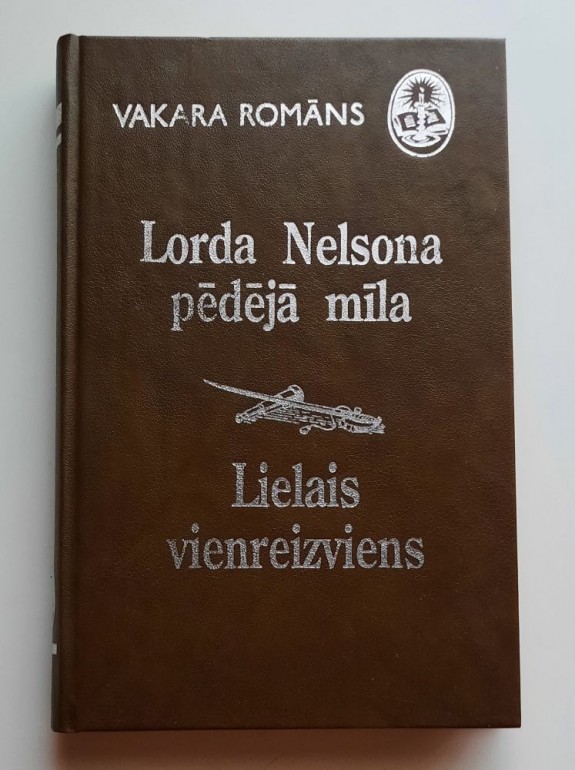 VAKARA ROMĀNS
Lorda Nelsona
pēdējā mīla
Lielais
vienreizviens